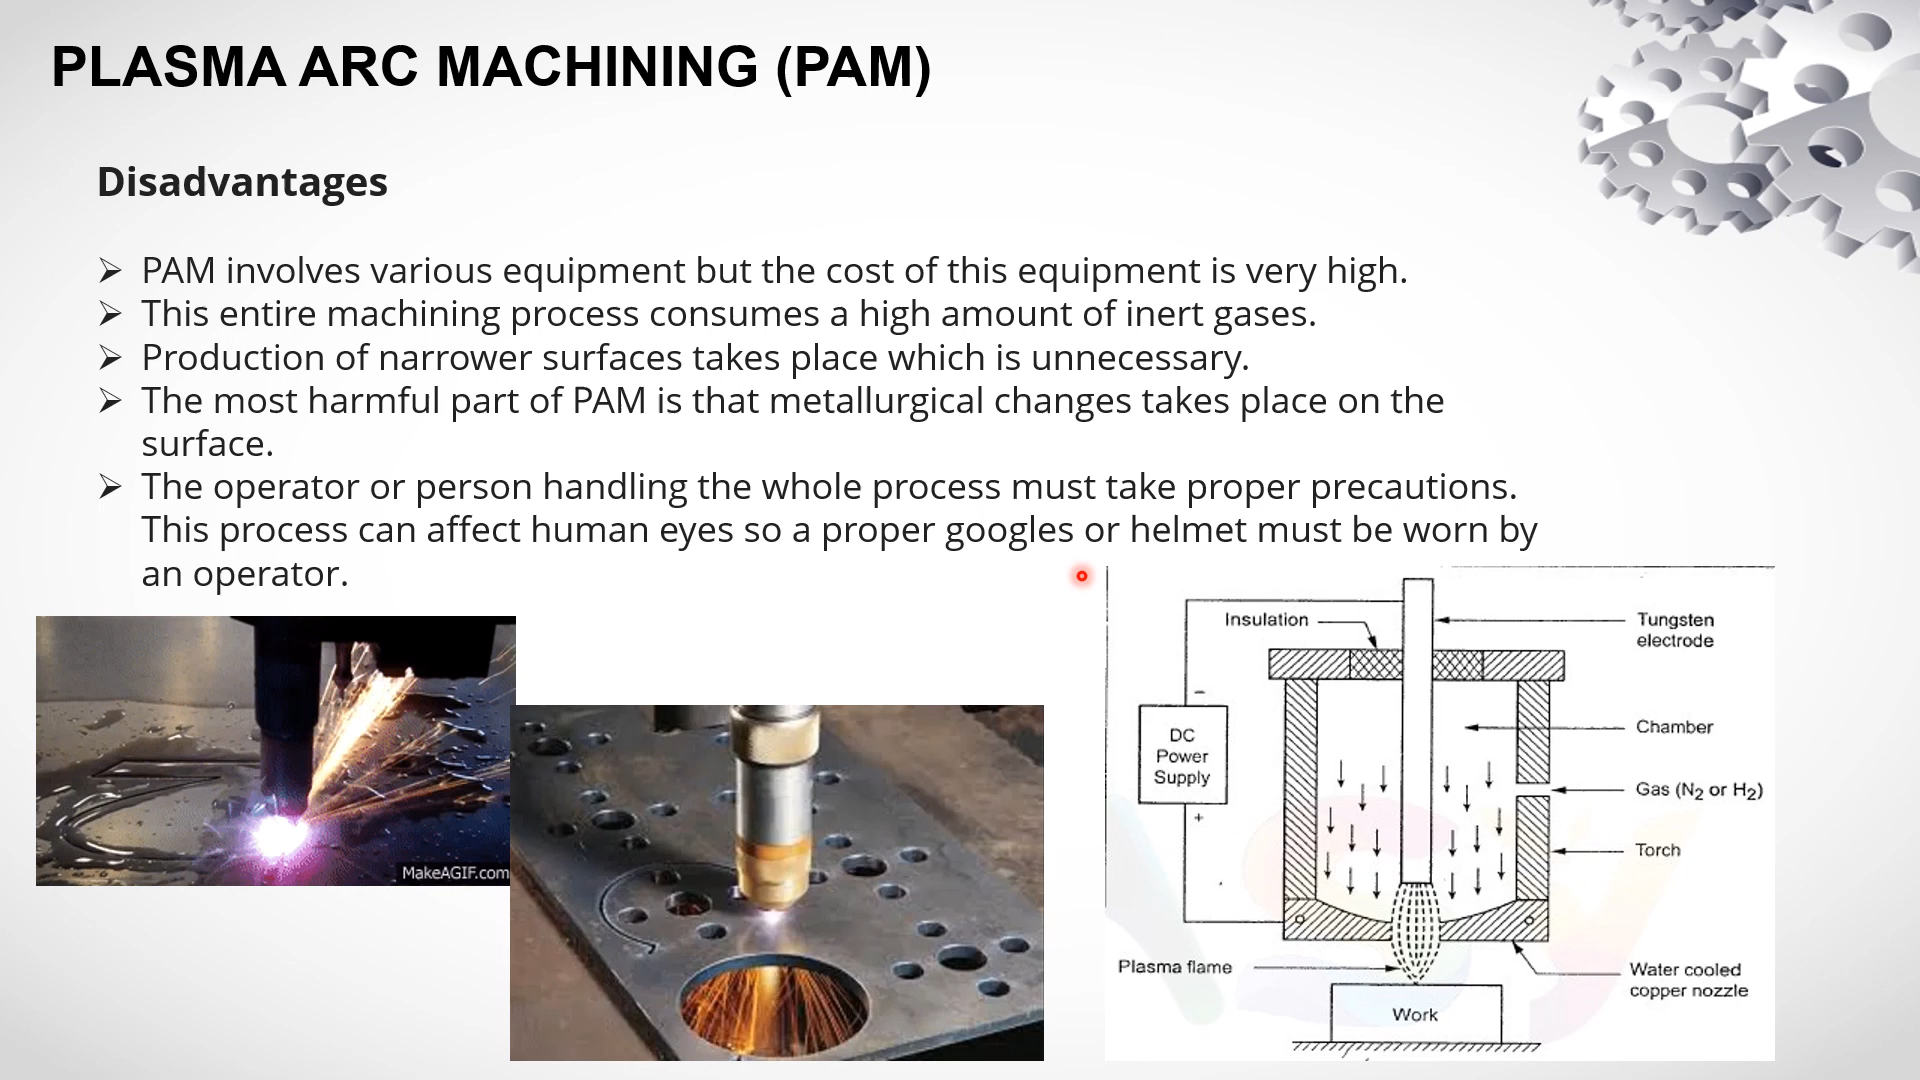 PLASMA ARC MACHINING (PAM)
Disadvantages
➢ PAM involves various equipment but the cost of this equipment is very high.
➢ This entire machining process consumes a high amount of inert gases.
➢ Production of narrower surfaces takes place which is unnecessary.
➢ The most harmful part of PAM is that metallurgical changes takes place on the
surface.
➢ The operator or person handling the whole process must take proper precautions.
This process can affect human eyes so a proper googles or helmet must be worn by
an operator.
MakeAGIF.com
Insulation
Tungsten
electrode
−
DC
Power
Supply
+
Chamber
Gas (N₂ or H₂)
Torch
Plasma flame
Water cooled
copper nozzle
Work